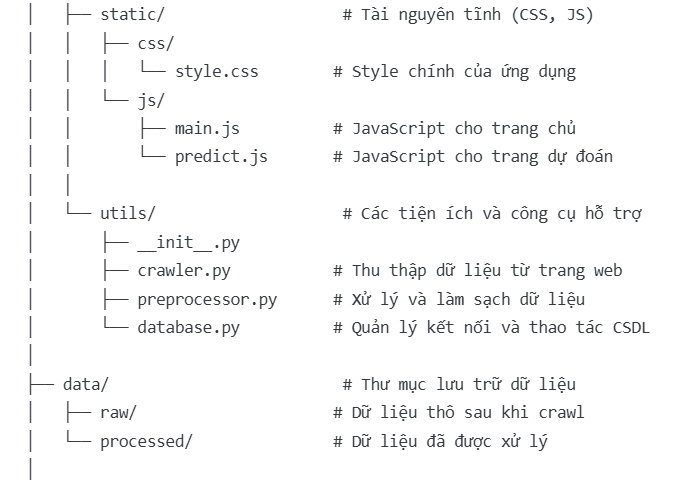 │   ├── static/                   # Tài nguyên tĩnh (CSS, JS)
│   │   ├── css/
│   │   │   └── style.css        # Style chính của ứng dụng
│   │   └── js/
│   │       ├── main.js          # JavaScript cho trang chủ
│   │       └── predict.js       # JavaScript cho trang dự đoán
│   │
│   └── utils/                    # Các tiện ích và công cụ hỗ trợ
│       ├── __init__.py
│       ├── crawler.py           # Thu thập dữ liệu từ trang web
│       ├── preprocessor.py      # Xử lý và làm sạch dữ liệu
│       └── database.py          # Quản lý kết nối và thao tác CSDL
│
├── data/                         # Thư mục lưu trữ dữ liệu
│   ├── raw/                     # Dữ liệu thô sau khi crawl
│   └── processed/               # Dữ liệu đã được xử lý
│